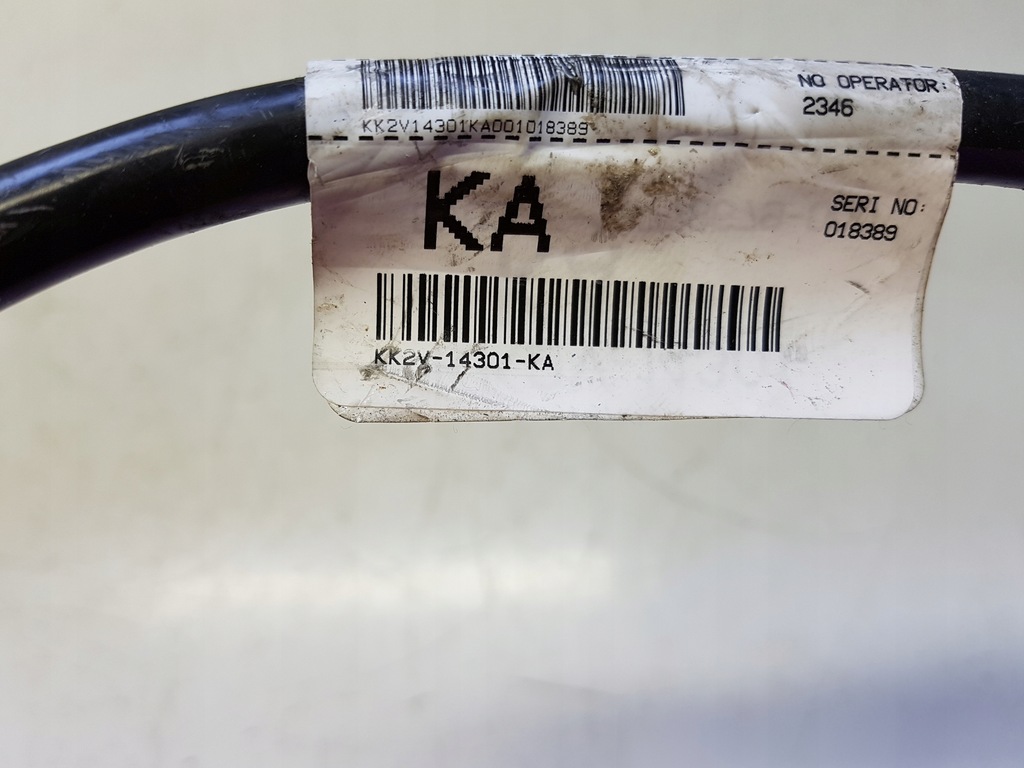 NO OPERATOR:
2346
KK2V14301KA001018389
KA
SERI NO:
018389
KK2V-14301-KA